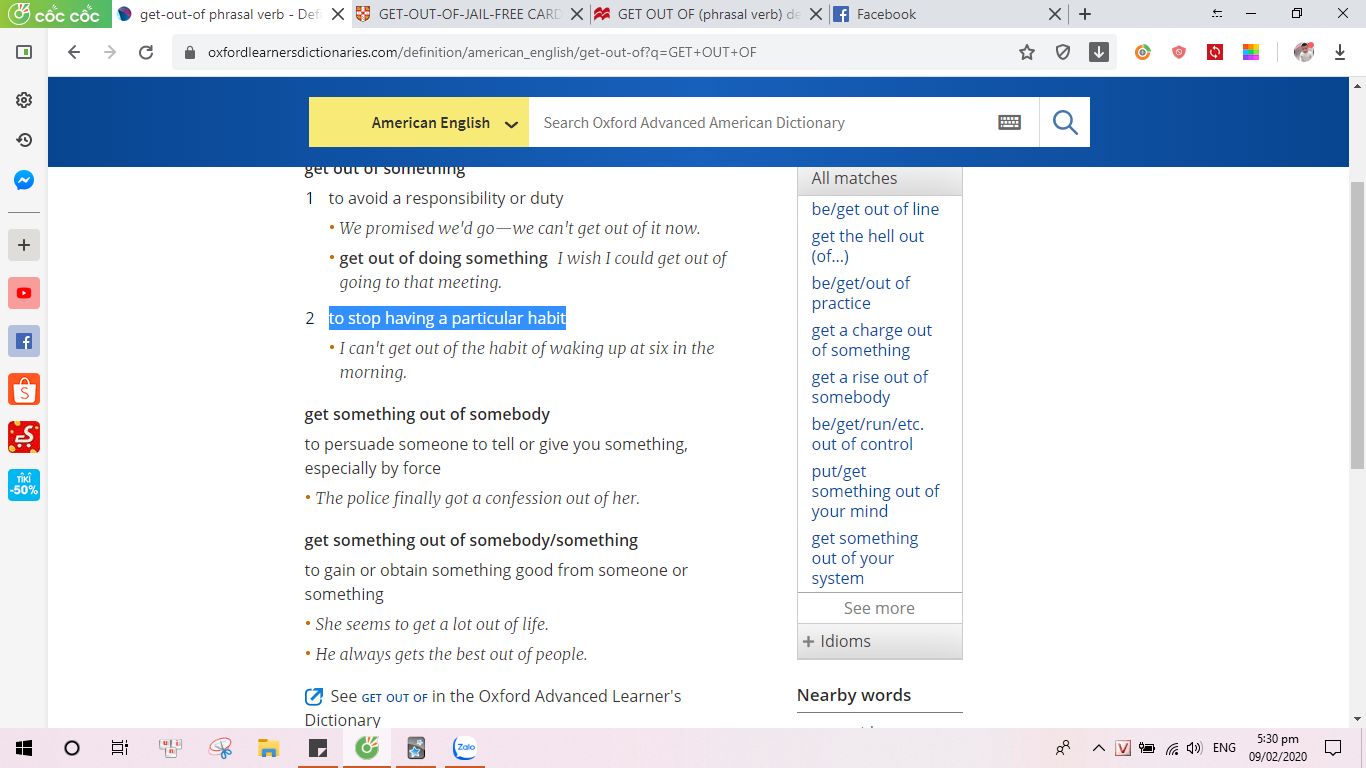 cốc cốc
get-out-of phrasal verb - Defi
GET-OUT-OF-JAIL-FREE CARD
GET OUT OF (phrasal verb) de
Facebook
oxfordlearnersdictionaries.com/definition/american_english/get-out-of?q=GET+OUT+OF
American English
Search Oxford Advanced American Dictionary
get out of something
1 to avoid a responsibility or duty
• We promised we'd go—we can't get out of it now.
• get out of doing something I wish I could get out of
going to that meeting.
2 to stop having a particular habit
• I can't get out of the habit of waking up at six in the
morning.
get something out of somebody
to persuade someone to tell or give you something,
especially by force
• The police finally got a confession out of her.
get something out of somebody/something
to gain or obtain something good from someone or
something
• She seems to get a lot out of life.
• He always gets the best out of people.
See GET OUT OF in the Oxford Advanced Learner's
Dictionary
All matches
be/get out of line
get the hell out
(of…)
be/get/out of
practice
get a charge out
of something
get a rise out of
somebody
be/get/run/etc.
out of control
put/get
something out of
your mind
get something
out of your
system
See more
+ Idioms
Nearby words
TIKI
-50%
Zalo
ENG
5:30 pm
09/02/2020